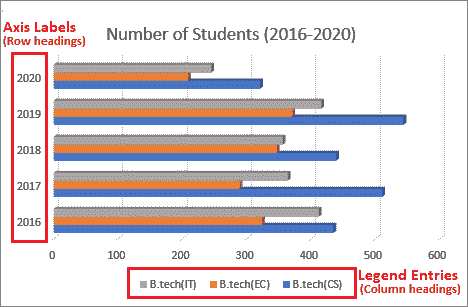 Axis Labels
(Row headings)
Number of Students (2016-2020)
2020
2019
2018
2017
2016
0 100 200 300 400 500 600
B.tech(IT) B.tech(EC) B.tech(CS)
Legend Entries
(Column headings)